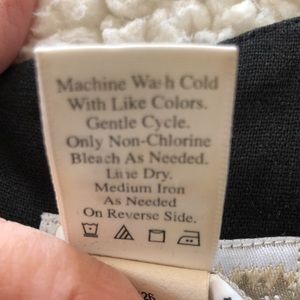 Machine Wash Cold
With Like Colors.
Gentle Cycle.
Only Non-Chlorine
Bleach As Needed.
Line Dry.
Medium Iron
As Needed
On Reverse Side.
26